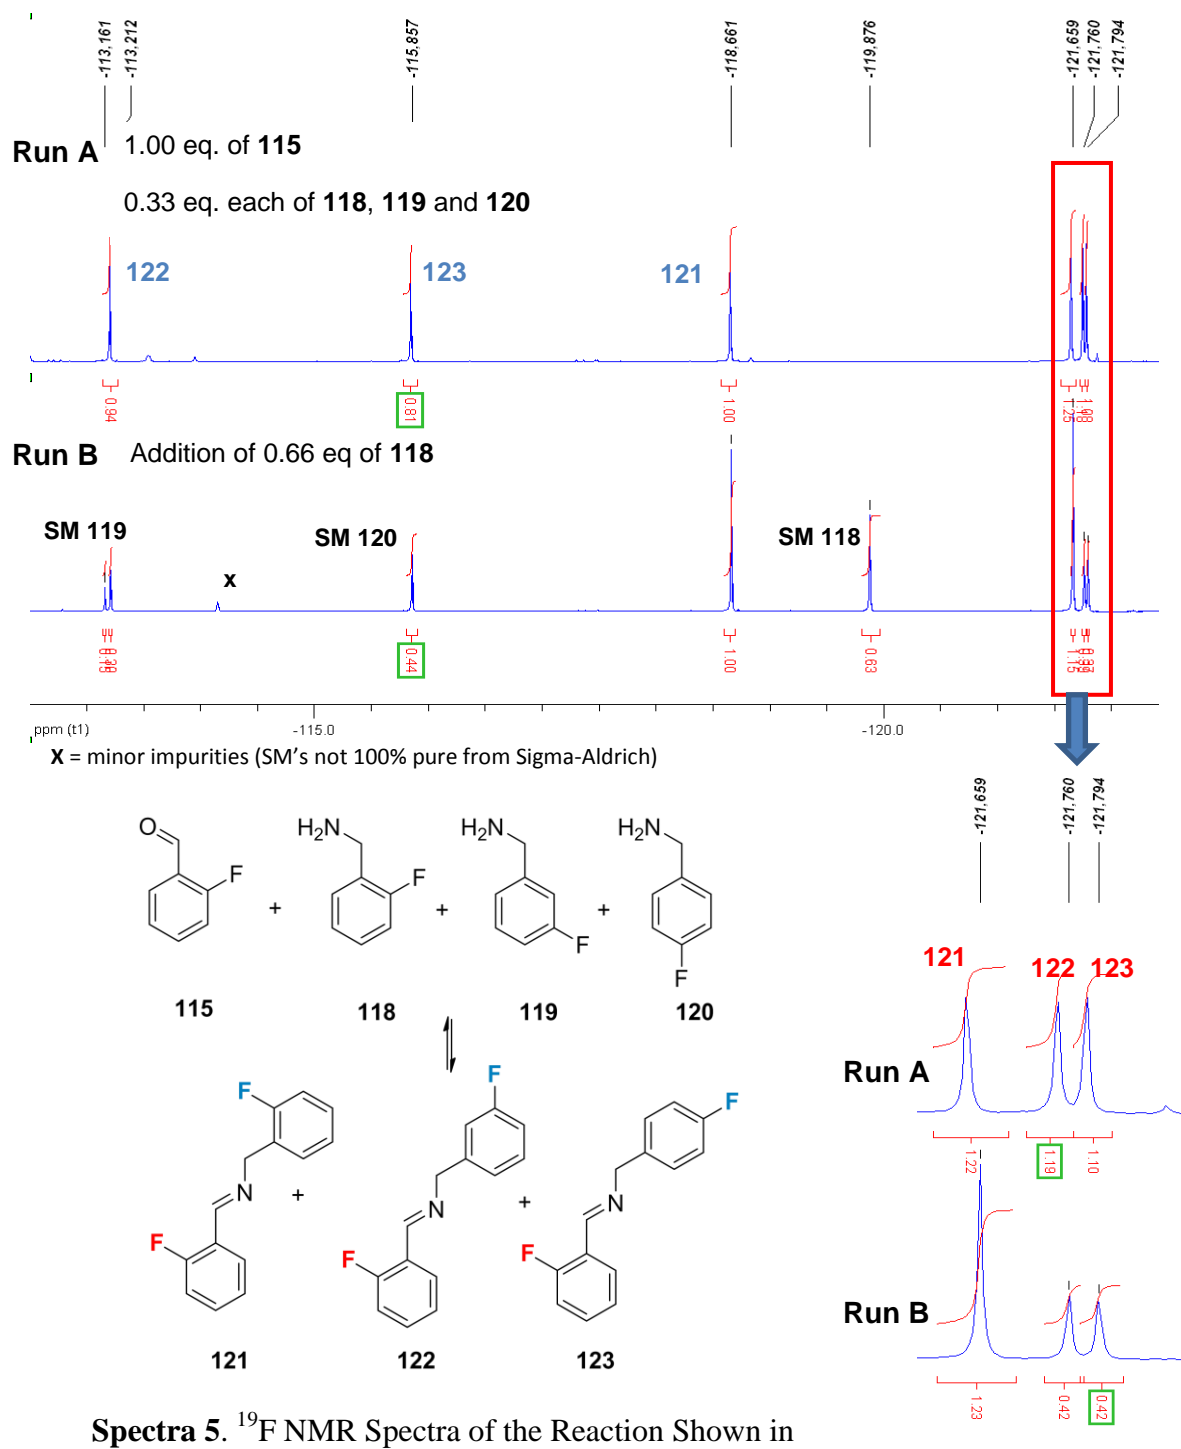 -113,161
-113,212
-115,857
-118,661
-119,876
-121,659
-121,760
-121,794
Run A 1.00 eq. of 115
0.33 eq. each of 118, 119 and 120
122
123
121
0.94
0.81
1.00
1.25
1.08
Run B Addition of 0.66 eq of 118
SM 119
x
SM 120
SM 118
0.44
1.00
0.63
1.15
ppm (t1)
-115.0
-120.0
X = minor impurities (SM's not 100% pure from Sigma-Aldrich)
-121,659
-121,760
-121,794
O
F
H2N
F
H2N
F
H2N
F
+
+
+
115
118
119
120
121
122
123
Run A
1.22
1.19
1.10
Run B
1.23
0.42
0.42
F
N
F
+
F
N
F
+
F
N
F
121
122
123
Spectra 5. 19F NMR Spectra of the Reaction Shown in